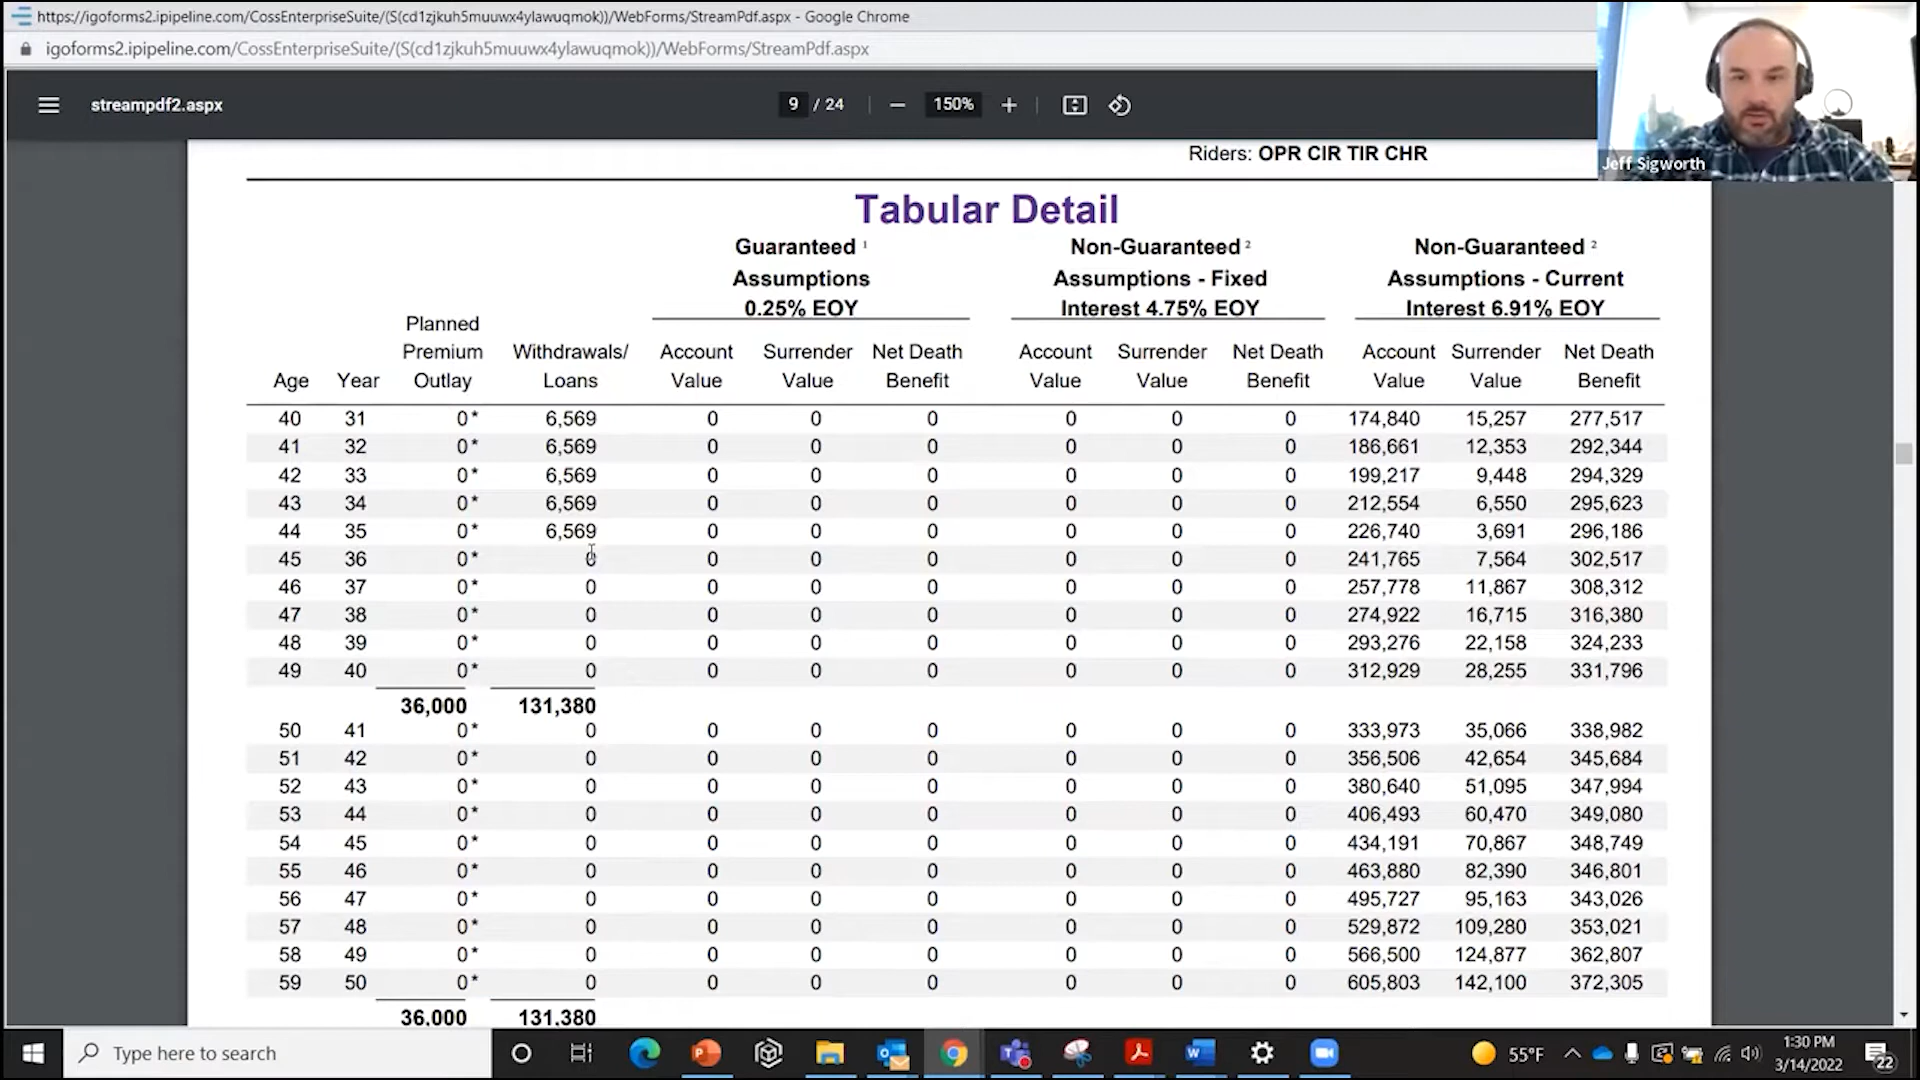 https://igoforms2.ipipeline.com/CossEnterpriseSuite/(S(cd1zjkuh5muuwx4ylawuqmok))/WebForms/StreamPdf.aspx - Google Chrome
igoforms2.ipipeline.com/CossEnterpriseSuite/(S(cd1zjkuh5muuwx4ylawuqmok))/WebForms/StreamPdf.aspx
streampdf2.aspx 9 / 24 150%
Jeff Sigworth
Riders: OPR CIR TIR CHR
Tabular Detail
Guaranteed 1 Non-Guaranteed 2 Non-Guaranteed 2
Assumptions Assumptions - Fixed Assumptions - Current
0.25% EOY Interest 4.75% EOY Interest 6.91% EOY
Planned
Premium Withdrawals/ Account Surrender Net Death Account Surrender Net Death Account Surrender Net Death
Age Year Outlay Loans Value Value Benefit Value Value Benefit Value Value Benefit
40 31 0* 6,569 0 0 0 0 0 0 174,840 15,257 277,517
41 32 0* 6,569 0 0 0 0 0 0 186,661 12,353 292,344
42 33 0* 6,569 0 0 0 0 0 0 199,217 9,448 294,329
43 34 0* 6,569 0 0 0 0 0 0 212,554 6,550 295,623
44 35 0* 6,569 0 0 0 0 0 0 226,740 3,691 296,186
45 36 0* 0 0 0 0 0 0 0 241,765 7,564 302,517
46 37 0* 0 0 0 0 0 0 0 257,778 11,867 308,312
47 38 0* 0 0 0 0 0 0 0 274,922 16,715 316,380
48 39 0* 0 0 0 0 0 0 0 293,276 22,158 324,233
49 40 0* 0 0 0 0 0 0 0 312,929 28,255 331,796
36,000 131,380
50 41 0* 0 0 0 0 0 0 0 333,973 35,066 338,982
51 42 0* 0 0 0 0 0 0 0 356,506 42,654 345,684
52 43 0* 0 0 0 0 0 0 0 380,640 51,095 347,994
53 44 0* 0 0 0 0 0 0 0 406,493 60,470 349,080
54 45 0* 0 0 0 0 0 0 0 434,191 70,867 348,749
55 46 0* 0 0 0 0 0 0 0 463,880 82,390 346,801
56 47 0* 0 0 0 0 0 0 0 495,727 95,163 343,026
57 48 0* 0 0 0 0 0 0 0 529,872 109,280 353,021
58 49 0* 0 0 0 0 0 0 0 566,500 124,877 362,807
59 50 0* 0 0 0 0 0 0 0 605,803 142,100 372,305
36,000 131,380
Type here to search 55°F 1:30 PM
3/14/2022 22